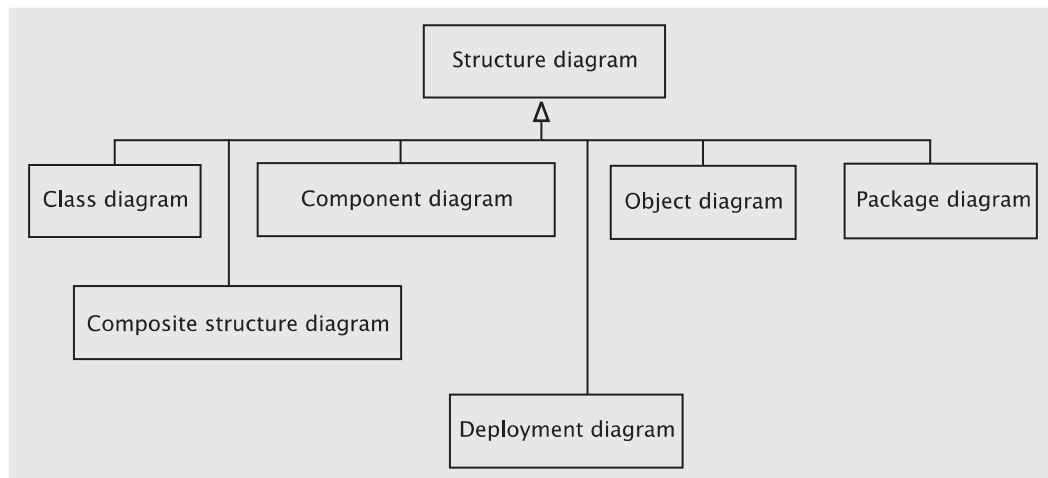 Structure diagram
Class diagram
Component diagram
Object diagram
Package diagram
Composite structure diagram
Deployment diagram